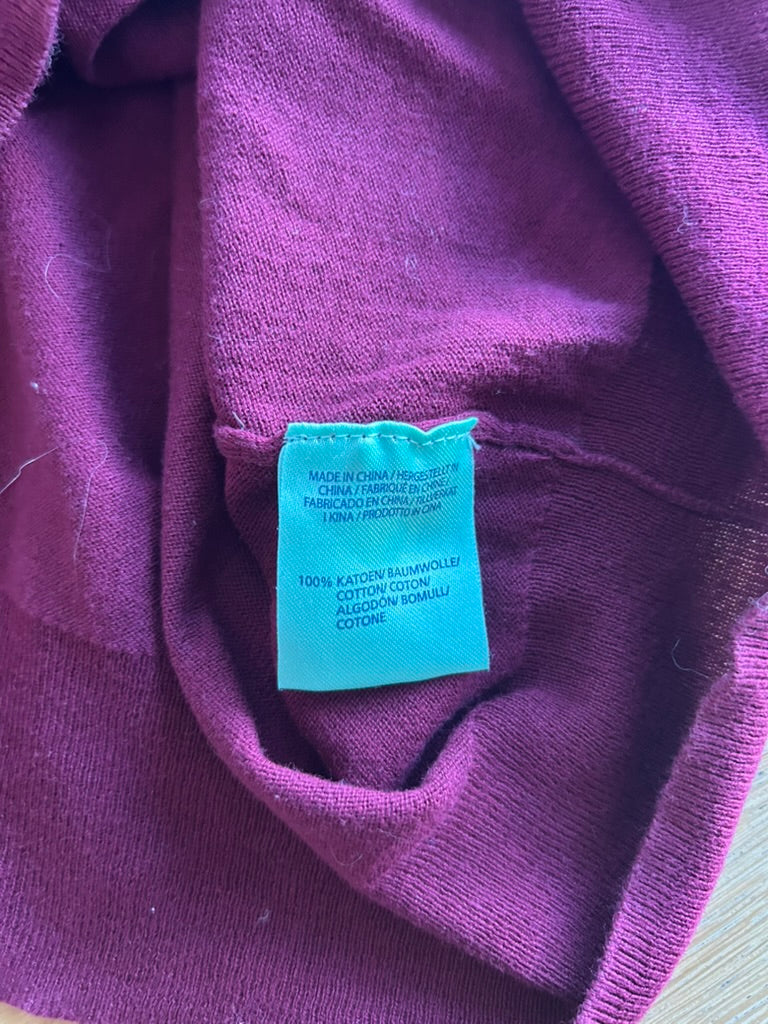 MADE IN CHINA / HERGESTELLT IN
CHINA / FABRIQUÉ EN CHINE/
FABRICADO EN CHINA / TILLVERKAT
I KINA / PRODOTTO IN CINA
100% KATOEN/ BAUMWOLLE/
COTTON/ COTON/
ALGODÓN/ BOMULL/
COTONE